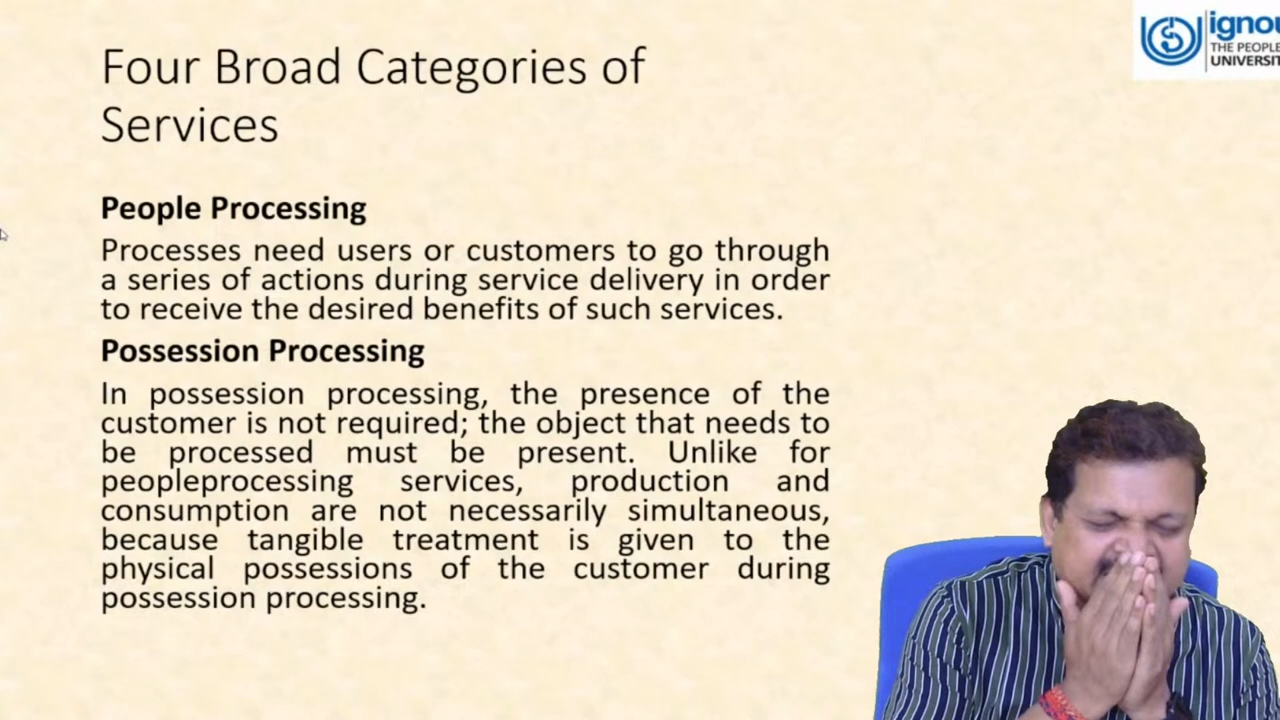 Four Broad Categories of
Services
ignou
THE PEOPLE
UNIVERSIT
People Processing
Processes need users or customers to go through
a series of actions during service delivery in order
to receive the desired benefits of such services.
Possession Processing
In possession processing, the presence of the
customer is not required; the object that needs to
be processed must be present. Unlike for
peopleprocessing services, production and
consumption are not necessarily simultaneous,
because tangible treatment is given to the
physical possessions of the customer during
possession processing.